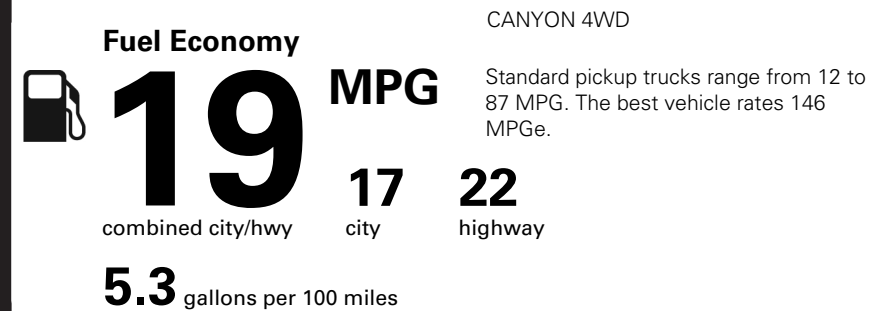 CANYON 4WD
Fuel Economy
19 MPG
Standard pickup trucks range from 12 to
87 MPG. The best vehicle rates 146
MPGe.
17 22
combined city/hwy city highway
5.3 gallons per 100 miles